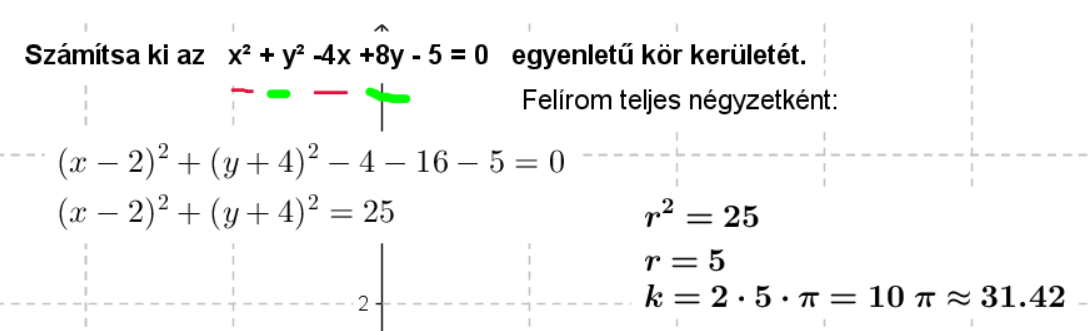 Számítsa ki az x² + y² -4x +8y - 5 = 0 egyenletű kör kerületét.
Felírom teljes négyzetként:
(x − 2)² + (y + 4)² − 4 − 16 − 5 = 0
(x − 2)² + (y + 4)² = 25
r² = 25
r = 5
k = 2 · 5 · π = 10 π ≈ 31.42
2